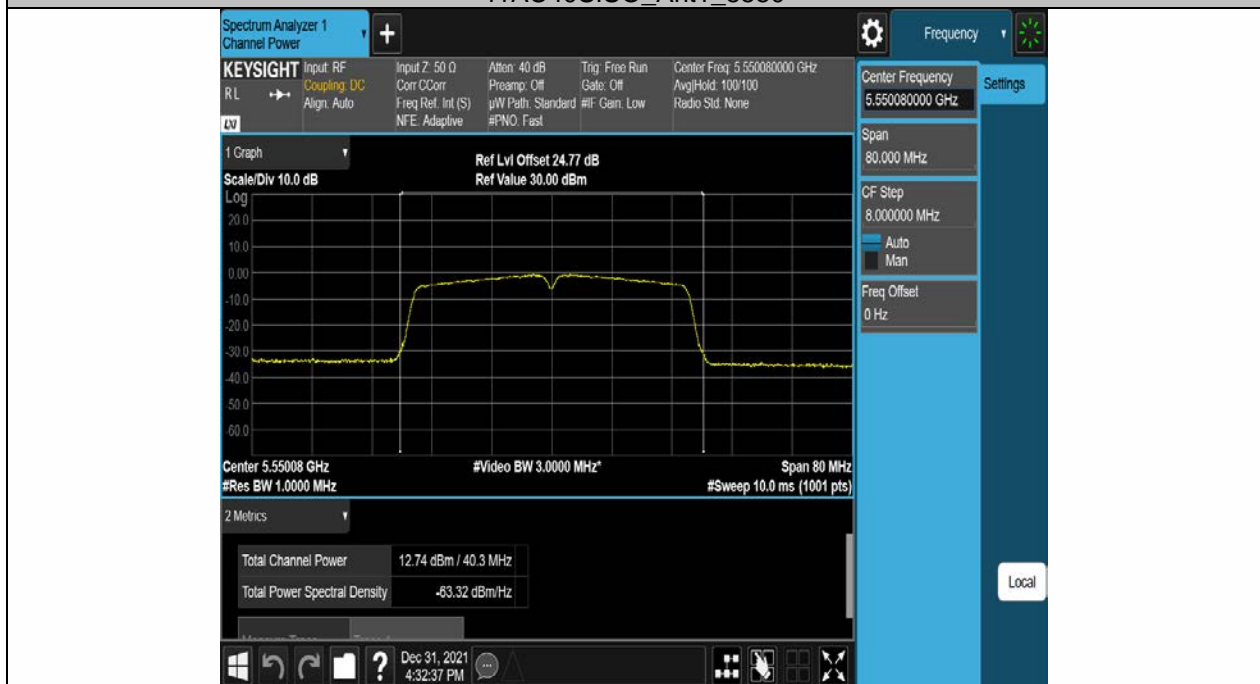 Spectrum Analyzer 1
Channel Power
Frequency
KEYSIGHT
RL
LXI
Input: RF
Coupling: DC
Align: Auto
Input Z: 50 Ω
Corr CCorr
Freq Ref: Int (S)
NFE: Adaptive
Atten: 40 dB
Preamp: Off
µW Path: Standard
#PNO: Fast
Trig: Free Run
Gate: Off
#IF Gain: Low
Center Freq: 5.550080000 GHz
Avg|Hold: 100/100
Radio Std: None
Center Frequency
5.550080000 GHz
Settings
Span
80.000 MHz
CF Step
8.000000 MHz
Auto
Man
Freq Offset
0 Hz
Local
1 Graph
Scale/Div 10.0 dB
Ref Lvl Offset 24.77 dB
Ref Value 30.00 dBm
Log
20.0
10.0
0.00
-10.0
-20.0
-30.0
-40.0
-50.0
-60.0
Center 5.55008 GHz
#Video BW 3.0000 MHz*
Span 80 MHz
#Res BW 1.0000 MHz
#Sweep 10.0 ms (1001 pts)
2 Metrics
Total Channel Power 12.74 dBm / 40.3 MHz
Total Power Spectral Density -63.32 dBm/Hz
?
Dec 31, 2021
4:32:37 PM